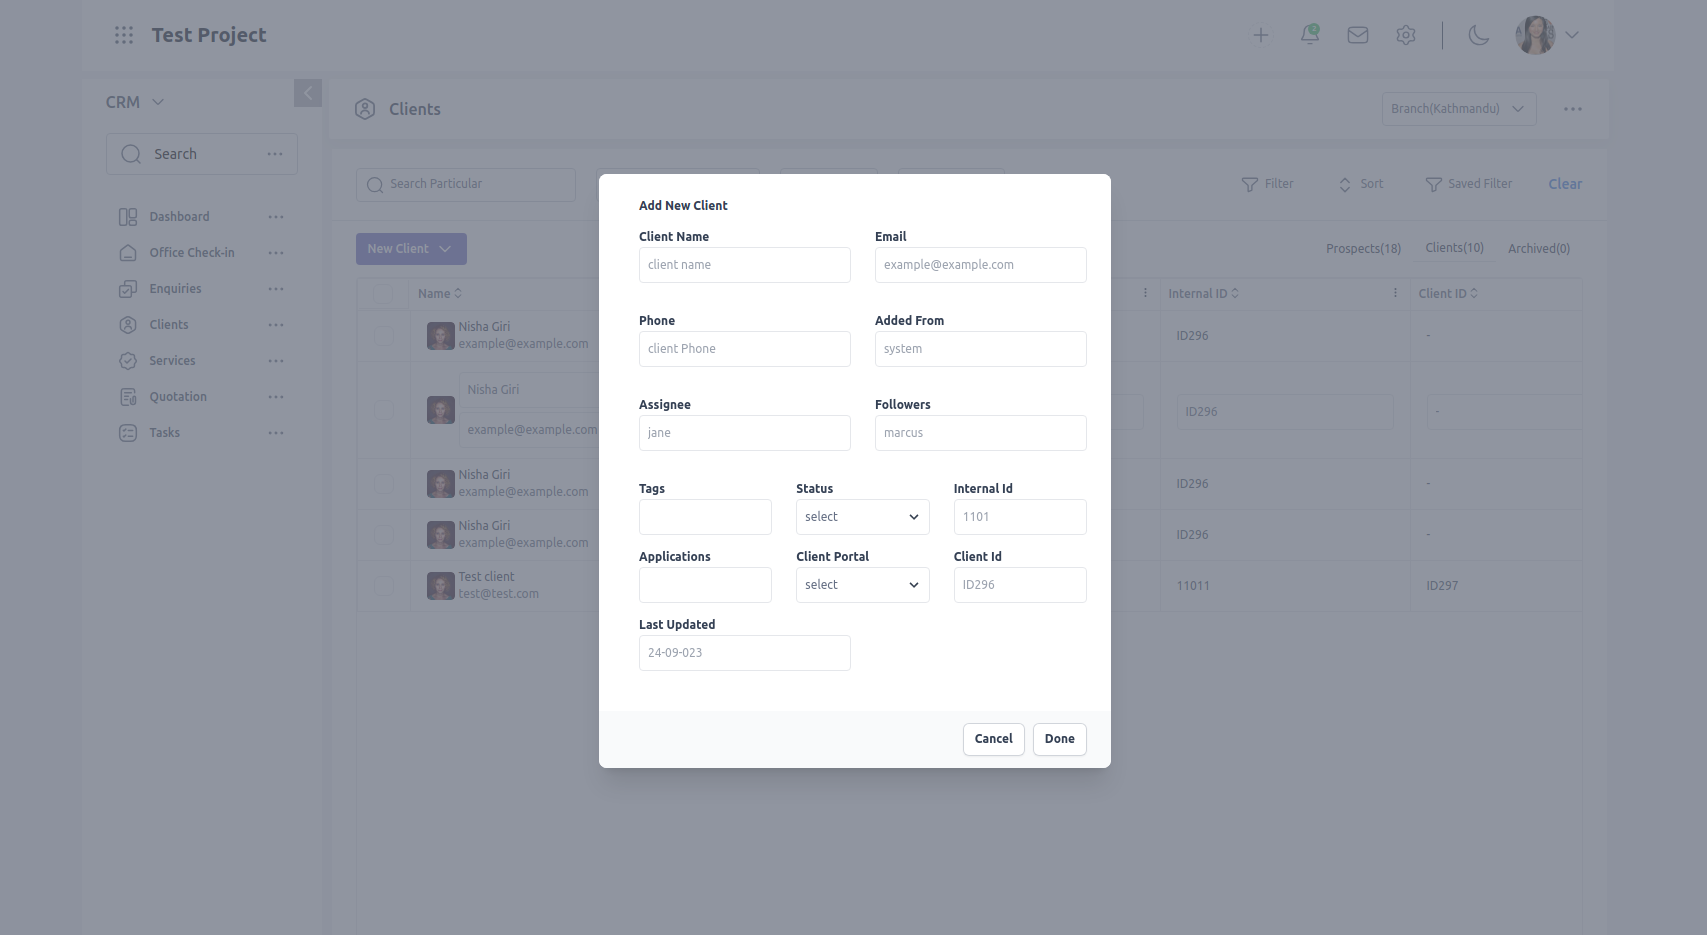 Test Project
CRM
Search
Dashboard
Office Check-in
Enquiries
Clients
Services
Quotation
Tasks
Clients
Branch(Kathmandu)
Search Particular
Filter
Sort
Saved Filter
Clear
New Client
Prospects(18)
Clients(10)
Archived(0)
Name
Internal ID
Client ID
Nisha Giri
example@example.com
ID296
-
Nisha Giri
example@example.com
ID296
-
Nisha Giri
example@example.com
ID296
-
Nisha Giri
example@example.com
ID296
-
Test client
test@test.com
11011
ID297
Add New Client
Client Name
client name
Email
example@example.com
Phone
client Phone
Added From
system
Assignee
jane
Followers
marcus
Tags
Status
select
Internal Id
1101
Applications
Client Portal
select
Client Id
ID296
Last Updated
24-09-023
Cancel
Done